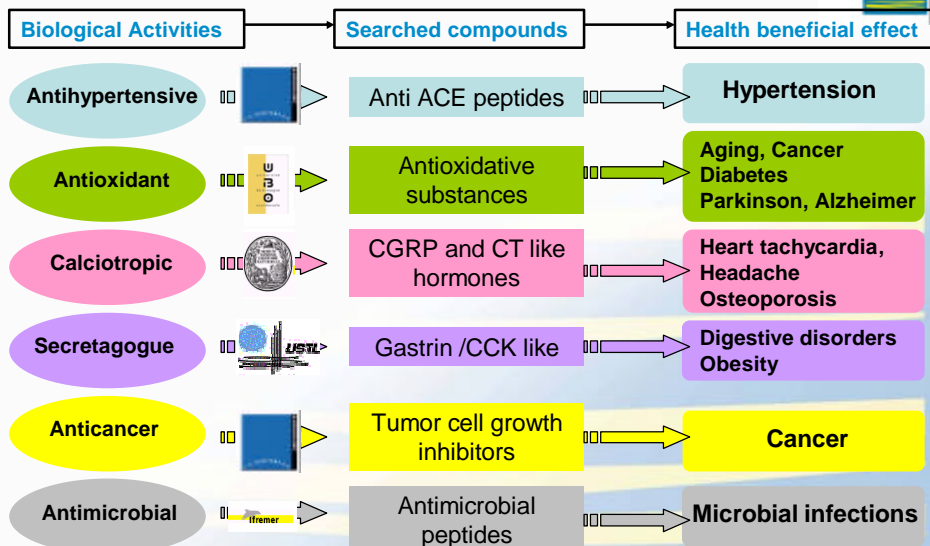 Biological Activities
Searched compounds
Health beneficial effect
Antihypertensive
Anti ACE peptides
Hypertension
Antioxidant
U
B
O
Antioxidative
substances
Aging, Cancer
Diabetes
Parkinson, Alzheimer
Calciotropic
CGRP and CT like
hormones
Heart tachycardia,
Headache
Osteoporosis
Secretagogue
USTL
Gastrin /CCK like
Digestive disorders
Obesity
Anticancer
Tumor cell growth
inhibitors
Cancer
Antimicrobial
Ifremer
Antimicrobial
peptides
Microbial infections